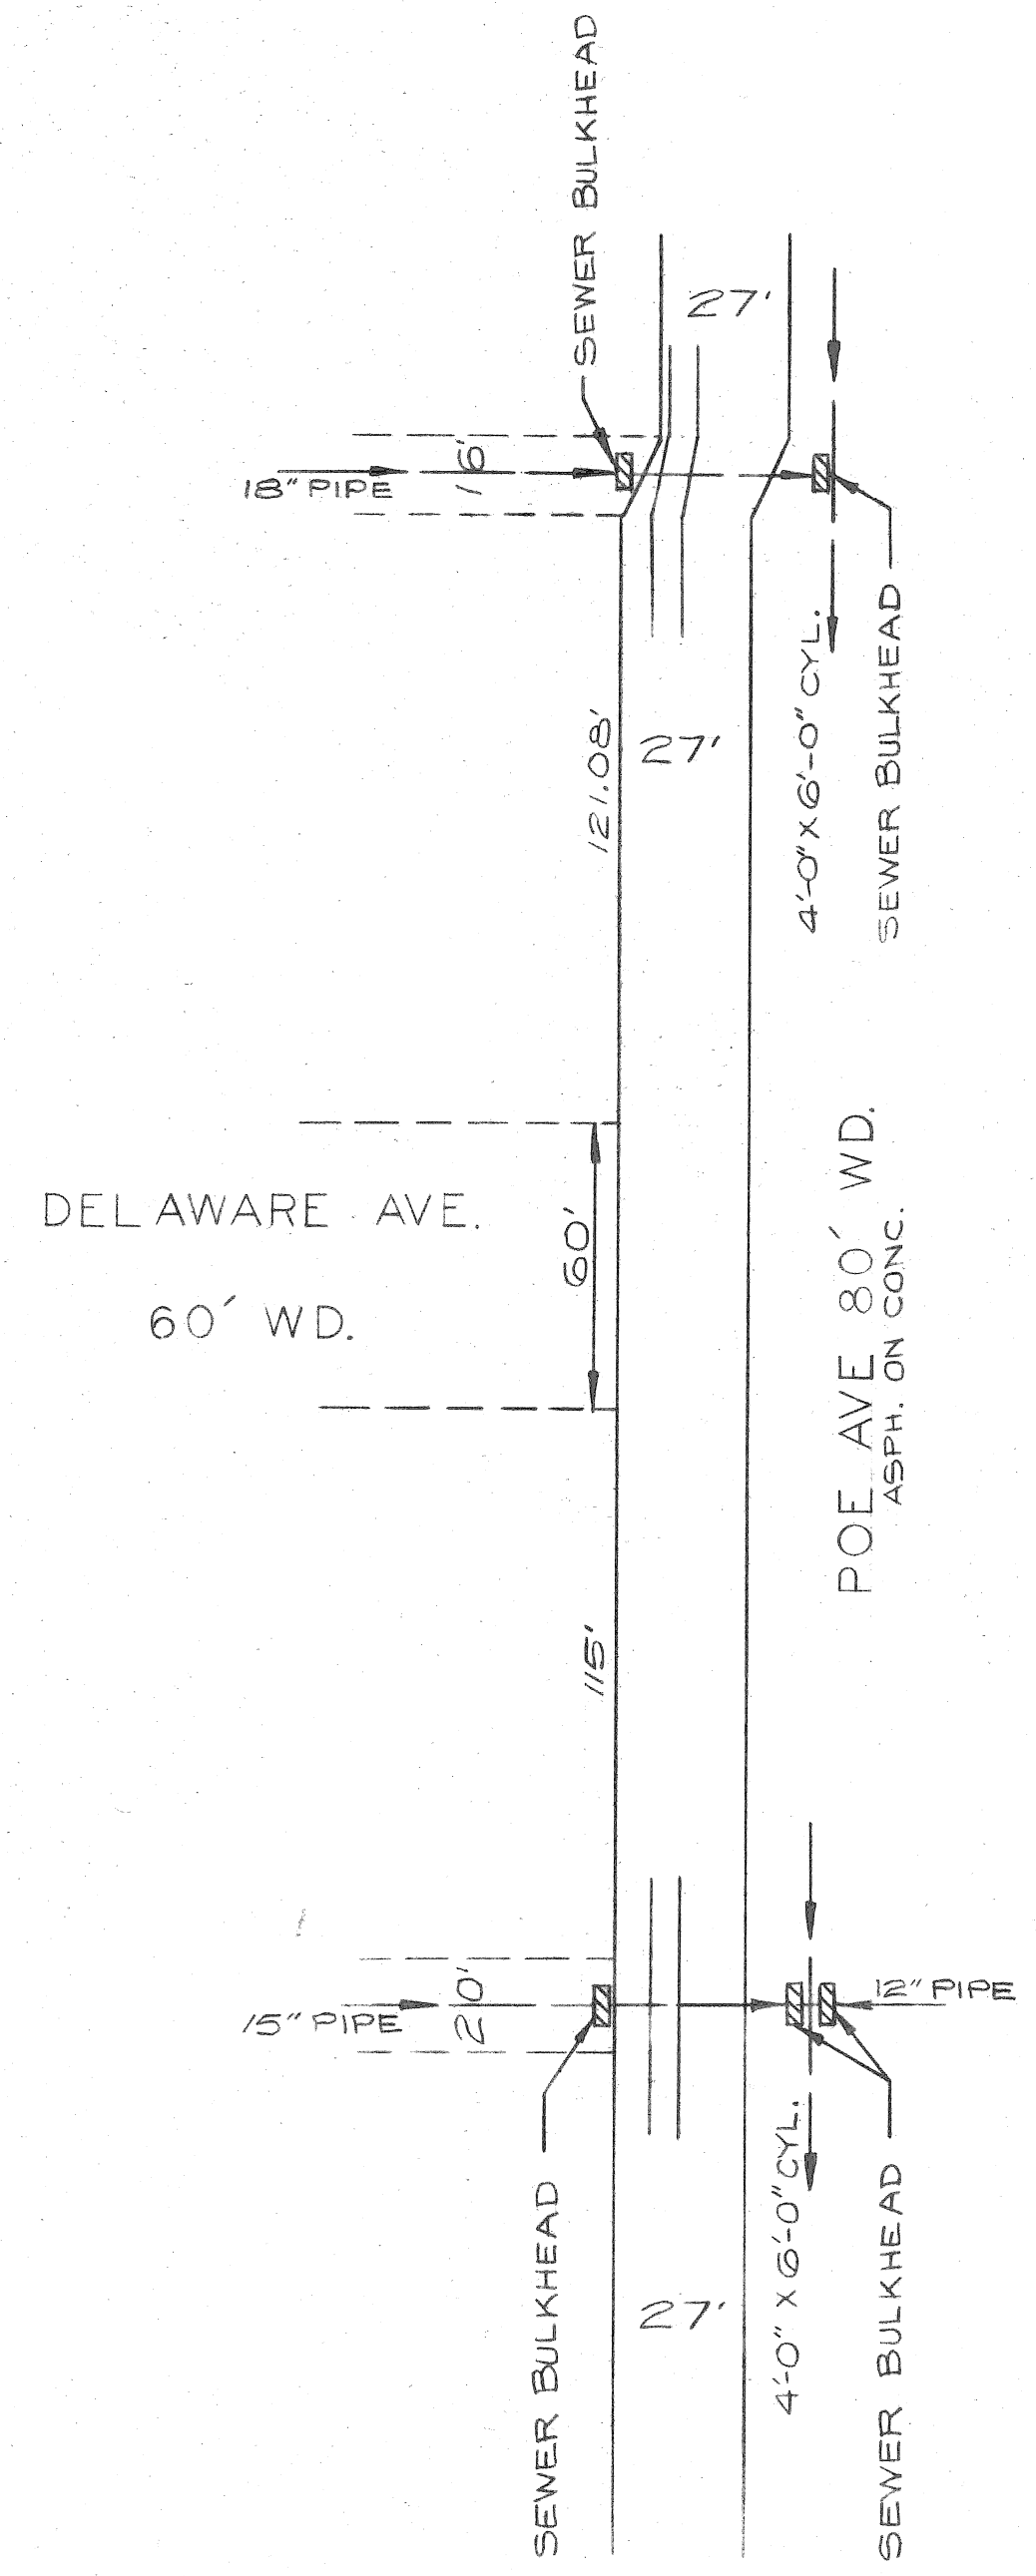 SEWER BULKHEAD
27'
16'
18" PIPE
SEWER BULKHEAD
4'-0" X 6'-0" CYL.
121.08'
27'
DELAWARE AVE.
60' WD.
60'
POE AVE 80' WD.
ASPH. ON CONC.
115'
15" PIPE
20'
12" PIPE
SEWER BULKHEAD
27'
4'-0" X 6'-0" CYL.
SEWER BULKHEAD